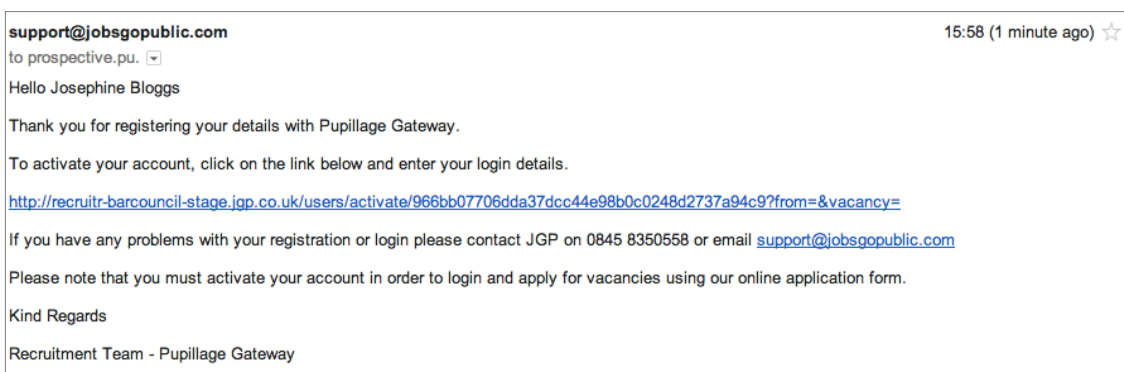 support@jobsgopublic.com 15:58 (1 minute ago)
to prospective.pu.
Hello Josephine Bloggs
Thank you for registering your details with Pupillage Gateway.
To activate your account, click on the link below and enter your login details.
http://recruitr-barcouncil-stage.jgp.co.uk/users/activate/966bb07706dda37dcc44e98b0c0248d2737a94c9?from=&vacancy=
If you have any problems with your registration or login please contact JGP on 0845 8350558 or email support@jobsgopublic.com
Please note that you must activate your account in order to login and apply for vacancies using our online application form.
Kind Regards
Recruitment Team - Pupillage Gateway